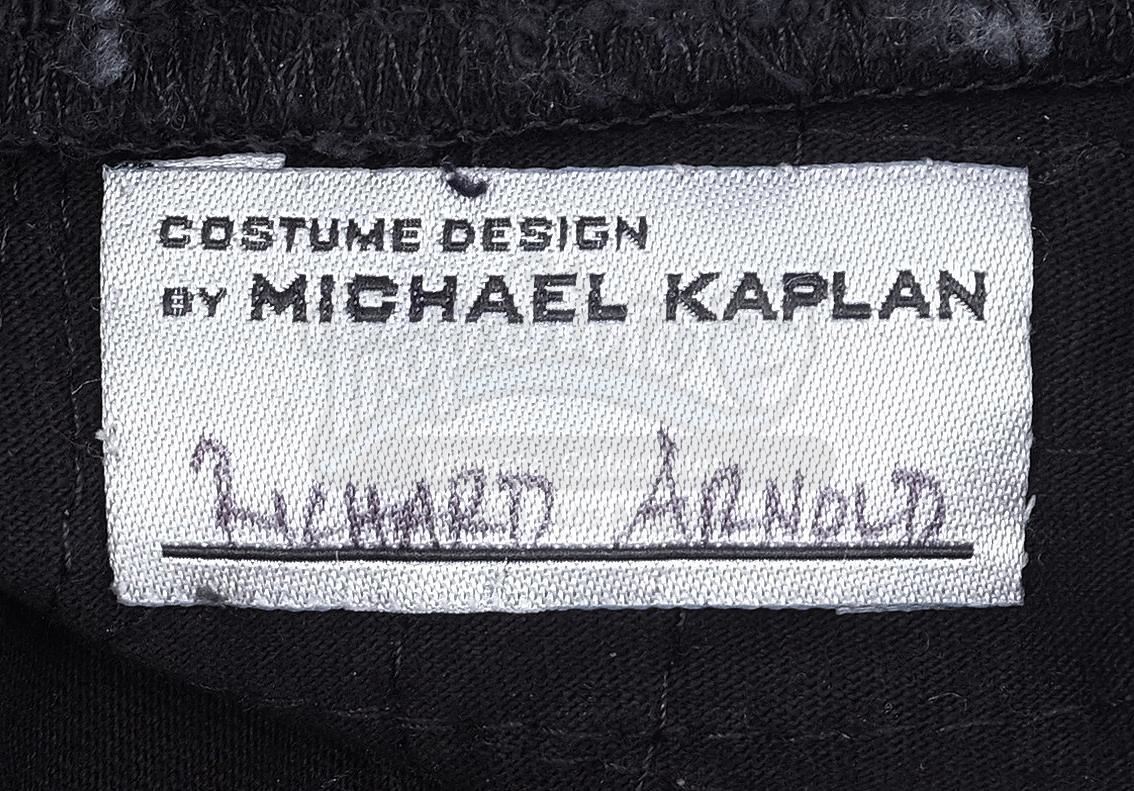 COSTUME DESIGN
BY MICHAEL KAPLAN
RICHARD ARNOLD